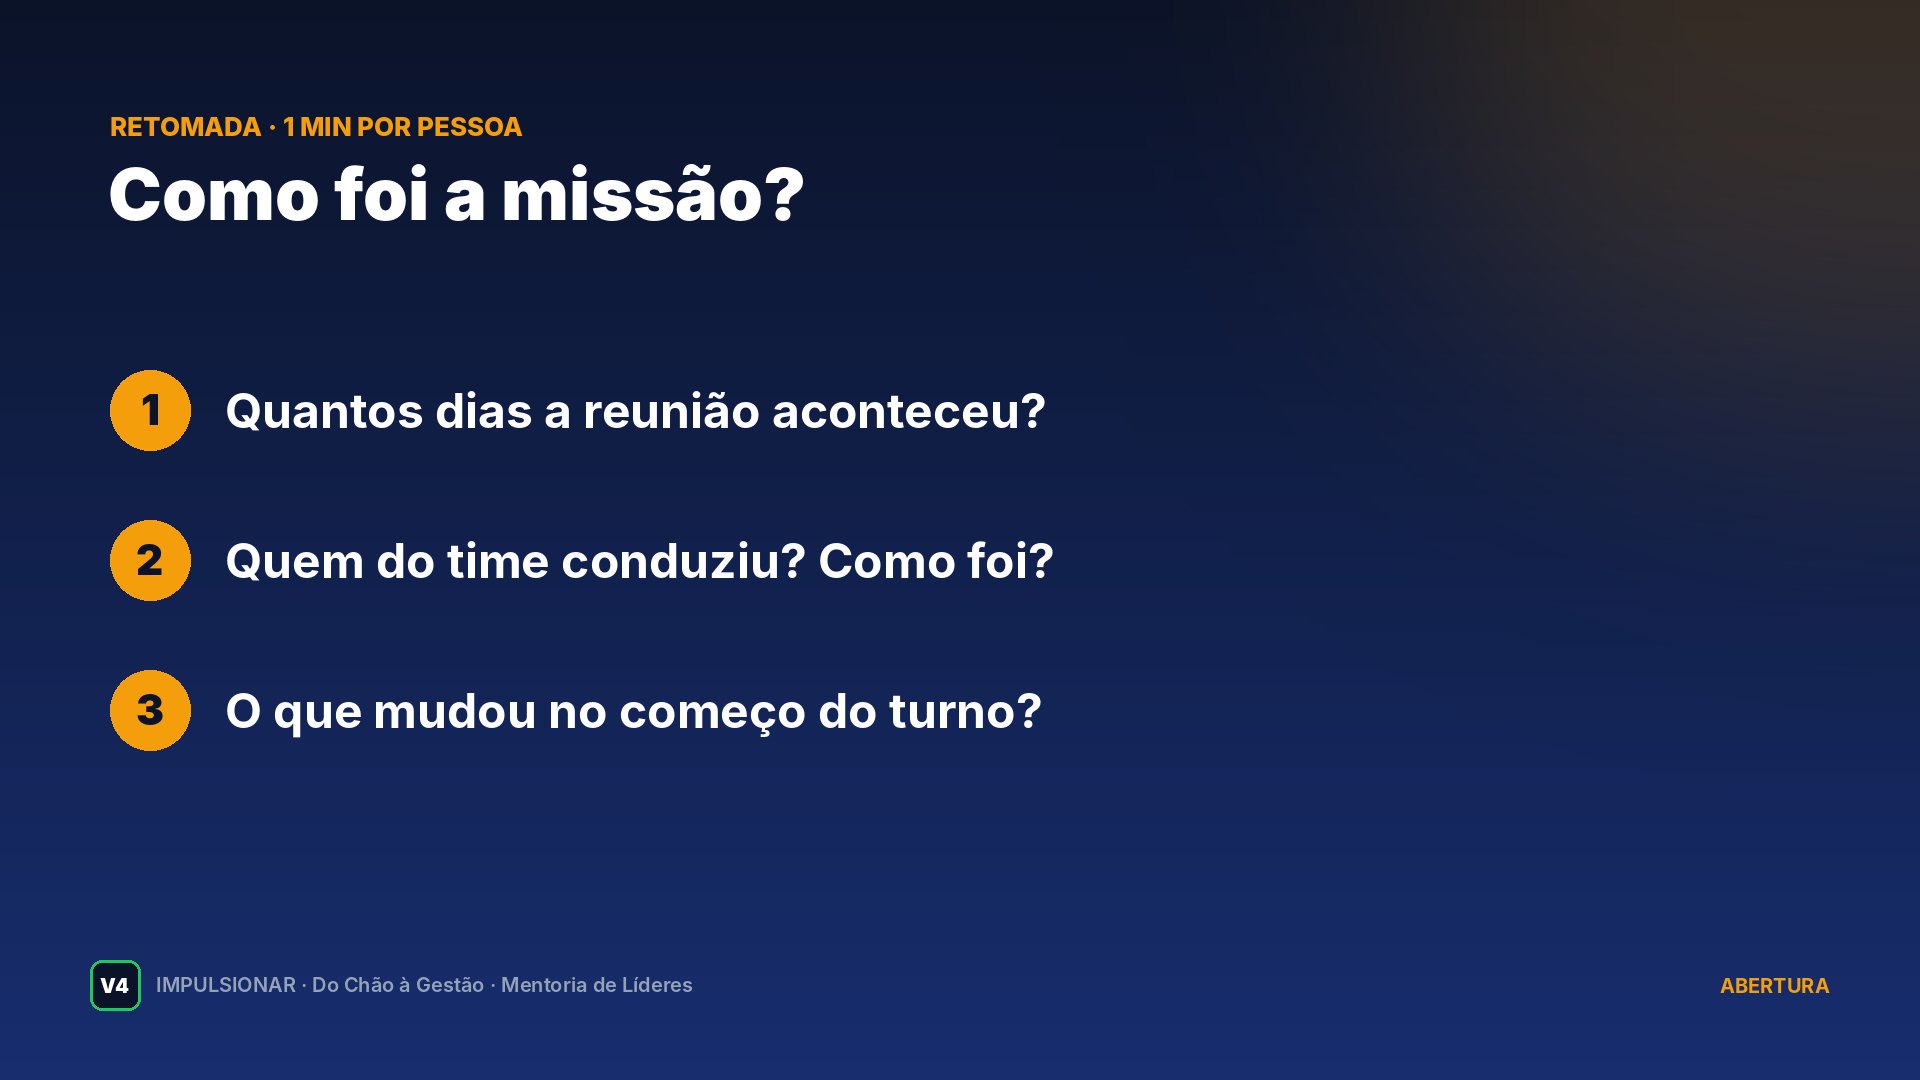 RETOMADA · 1 MIN POR PESSOA
Como foi a missão?
1 Quantos dias a reunião aconteceu?
2 Quem do time conduziu? Como foi?
3 O que mudou no começo do turno?
V4 IMPULSIONAR · Do Chão à Gestão · Mentoria de Líderes
ABERTURA